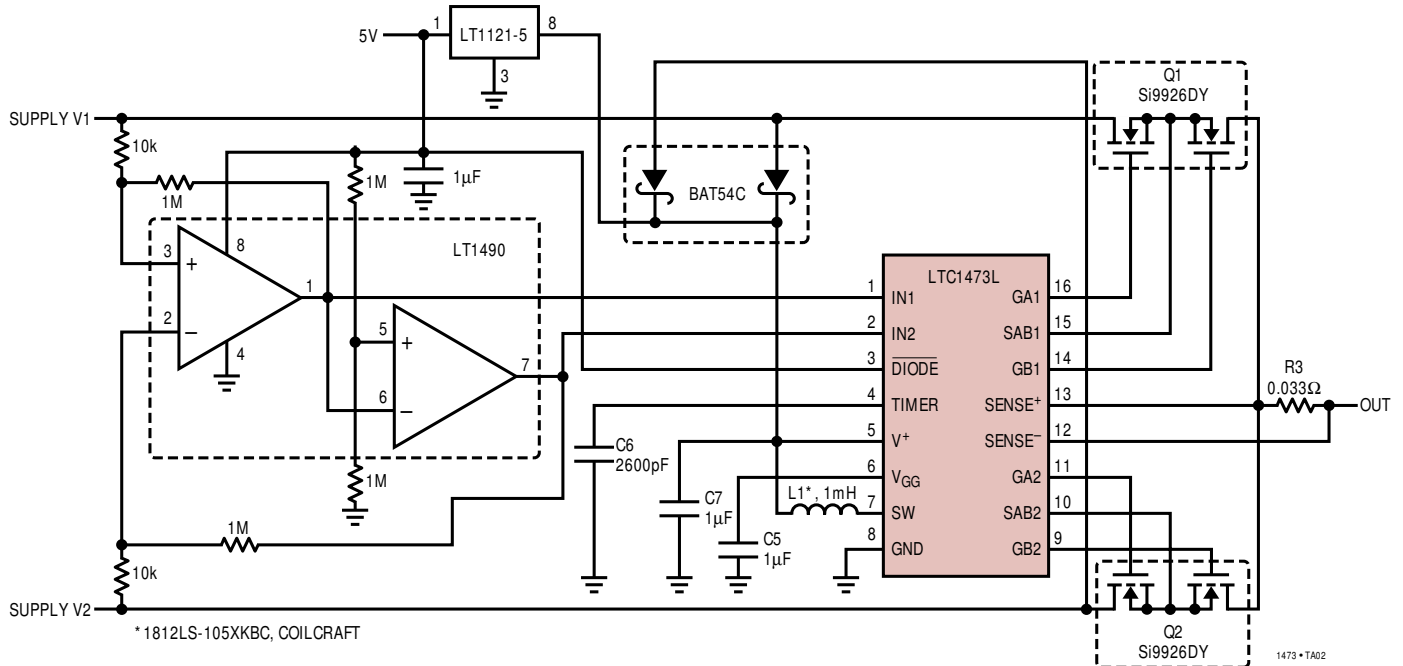 5V
1
LT1121-5
8
3
Q1
Si9926DY
SUPPLY V1
10k
1M
1M
1µF
BAT54C
LT1490
3
+
8
2
–
4
1
5
+
6
–
7
1M
1M
10k
SUPPLY V2
LTC1473L
1 IN1
2 IN2
3 DIODE
4 TIMER
5 V+
6 VGG
7 SW
8 GND
GA1 16
SAB1 15
GB1 14
SENSE+ 13
SENSE– 12
GA2 11
SAB2 10
GB2 9
C6
2600pF
C7
1µF
C5
1µF
L1*, 1mH
R3
0.033Ω
OUT
Q2
Si9926DY
* 1812LS-105XKBC, COILCRAFT
1473 • TA02